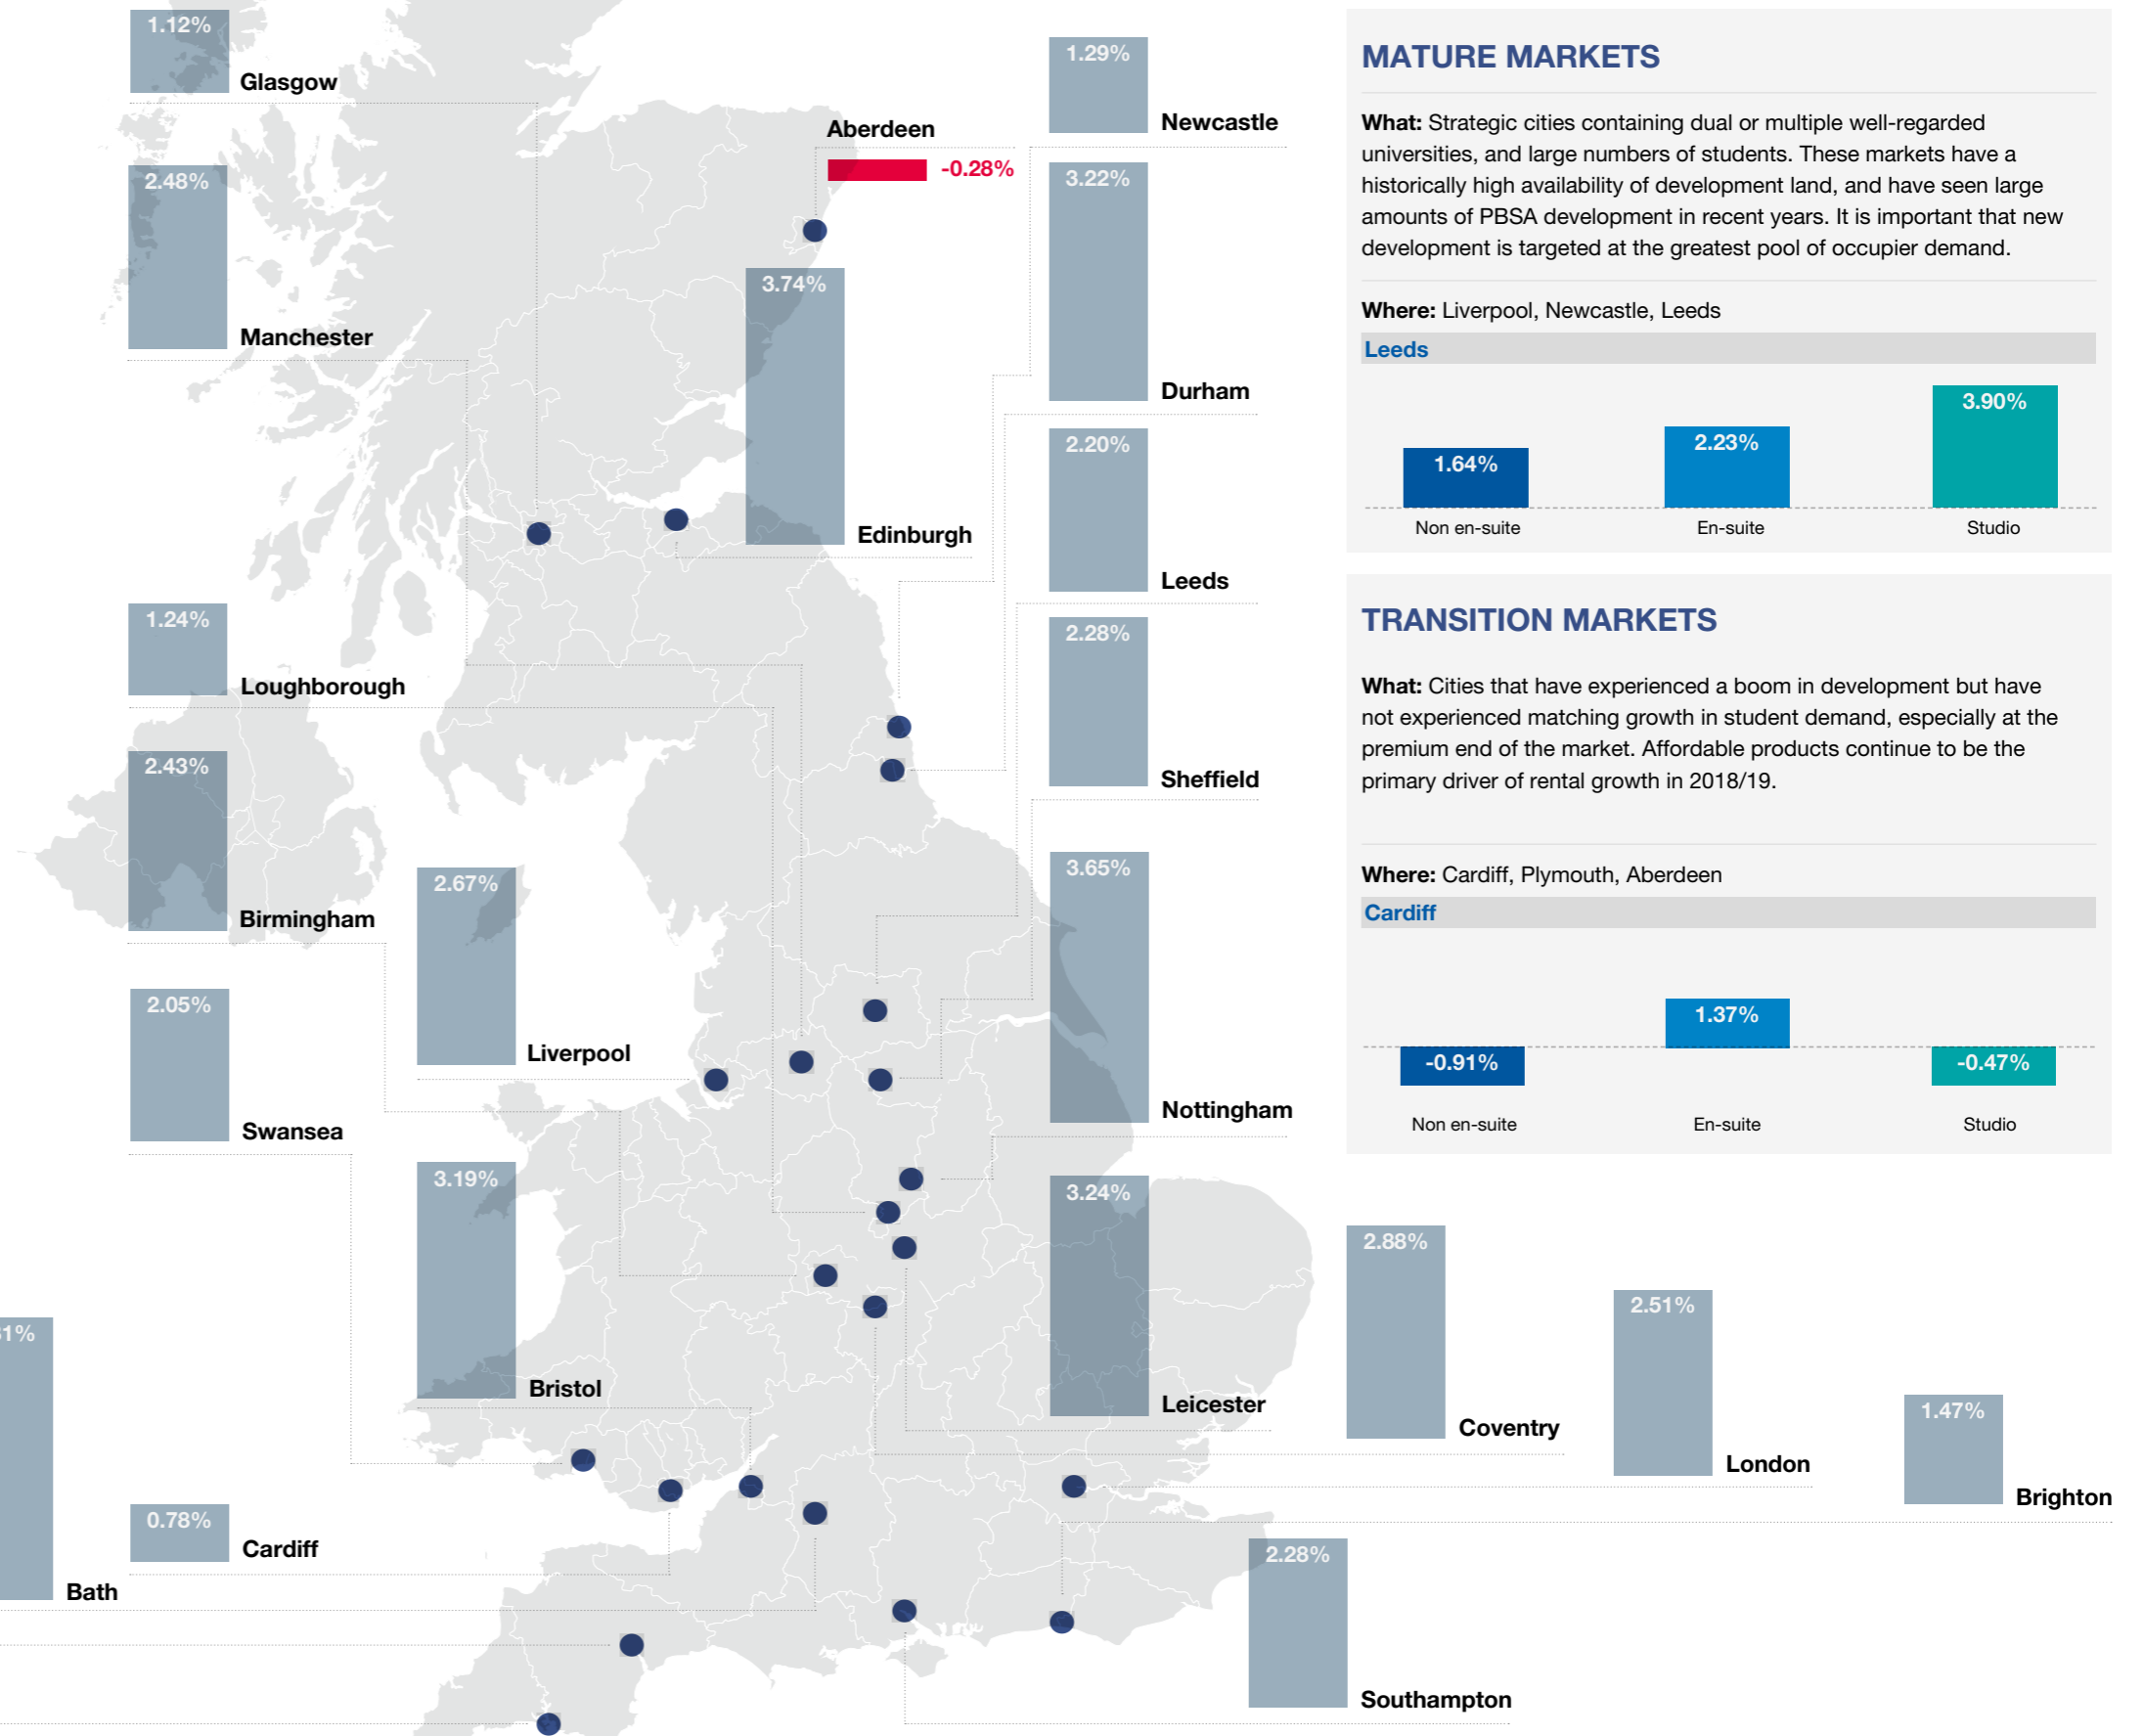 1.12%
Glasgow
2.48%
Manchester
Aberdeen
-0.28%
3.74%
Edinburgh
1.29%
Newcastle
3.22%
Durham
2.20%
Leeds
2.28%
Sheffield
1.24%
Loughborough
2.43%
Birmingham
2.67%
Liverpool
2.05%
Swansea
3.19%
Bristol
3.65%
Nottingham
3.24%
Leicester
0.78%
Cardiff
1%
Bath
2.88%
Coventry
2.51%
London
1.47%
Brighton
2.28%
Southampton
MATURE MARKETS
What: Strategic cities containing dual or multiple well-regarded
universities, and large numbers of students. These markets have a
historically high availability of development land, and have seen large
amounts of PBSA development in recent years. It is important that new
development is targeted at the greatest pool of occupier demand.
Where: Liverpool, Newcastle, Leeds
Leeds
1.64%
2.23%
3.90%
Non en-suite
En-suite
Studio
TRANSITION MARKETS
What: Cities that have experienced a boom in development but have
not experienced matching growth in student demand, especially at the
premium end of the market. Affordable products continue to be the
primary driver of rental growth in 2018/19.
Where: Cardiff, Plymouth, Aberdeen
Cardiff
-0.91%
1.37%
-0.47%
Non en-suite
En-suite
Studio